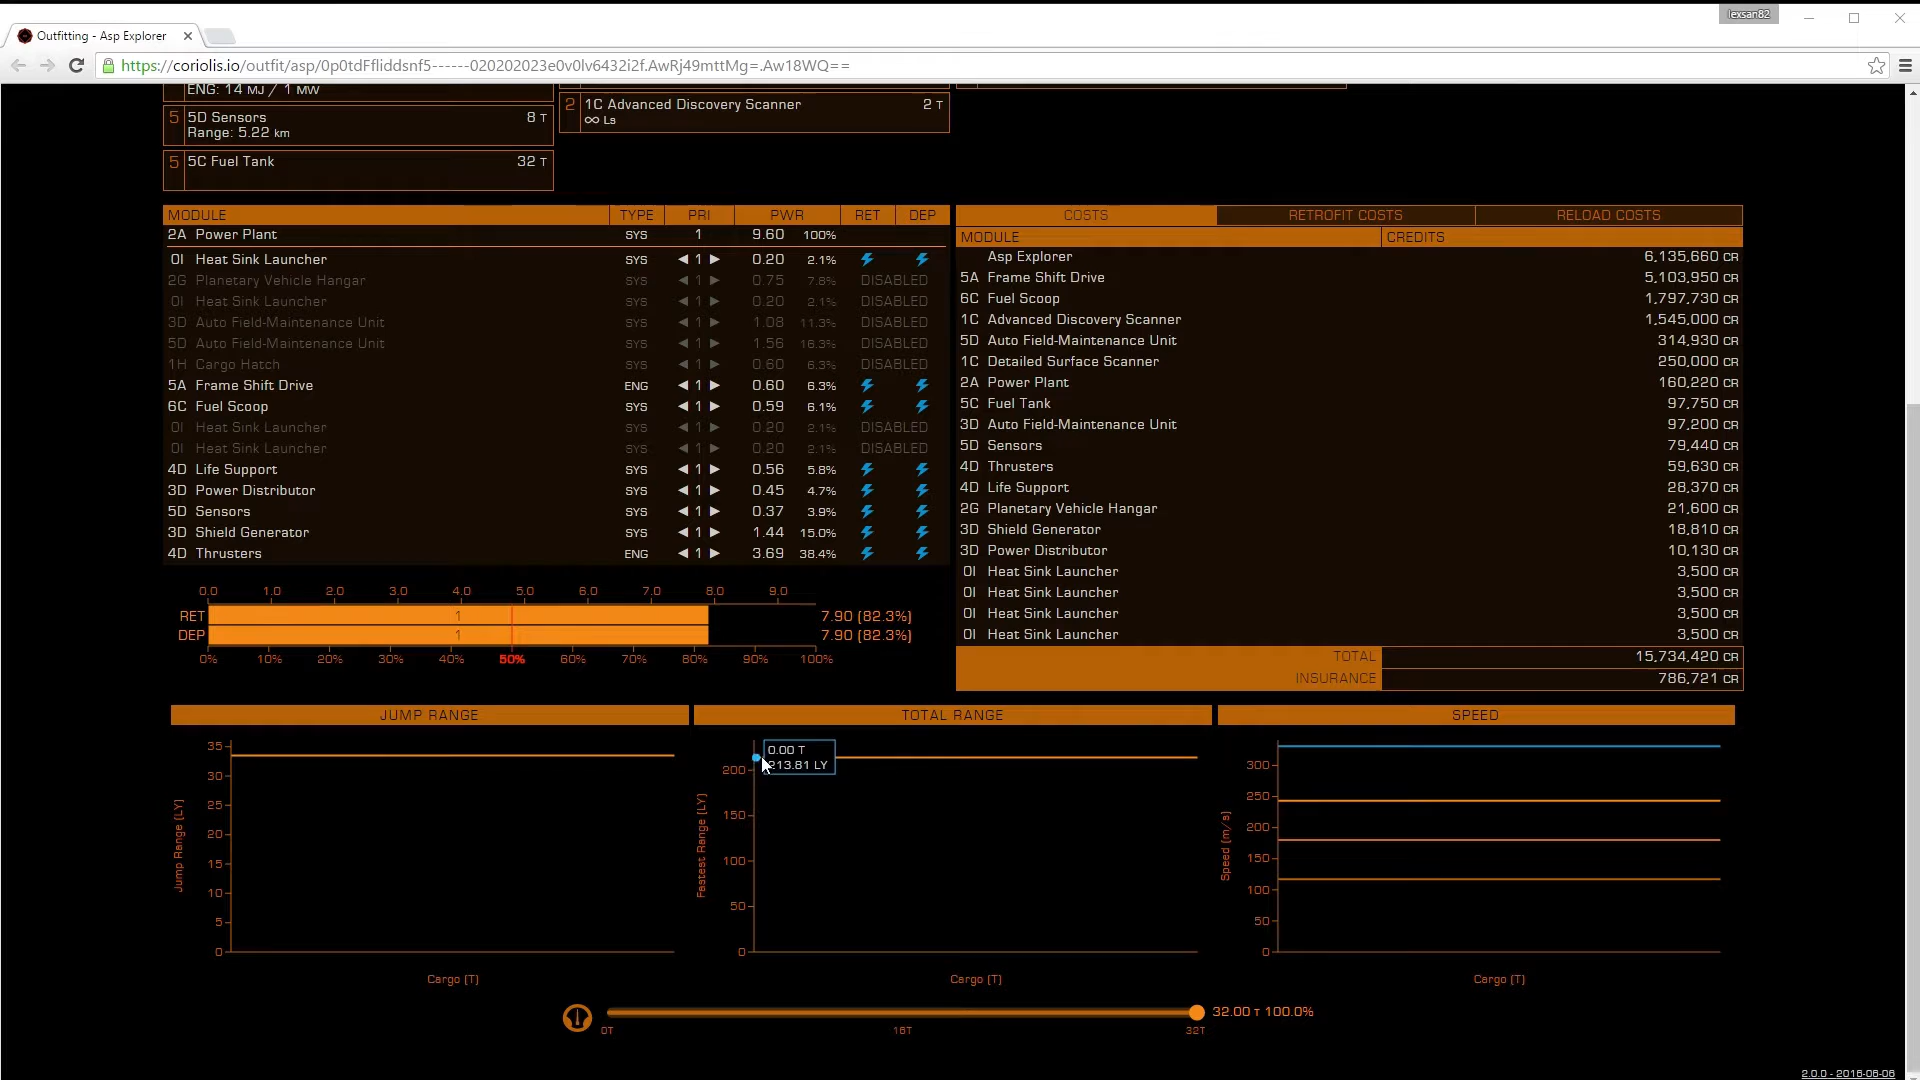 lexsan82
Outfitting - Asp Explorer
https://coriolis.io/outfit/asp/0p0tdFfliddsnf5------020202023e0v0lv6432i2f.AwRj49mttMg=.Aw18WQ==
ENG: 14 MJ / 1 MW
5 5D Sensors 8 T
Range: 5.22 km
2 1C Advanced Discovery Scanner 2 T
∞ Ls
5 5C Fuel Tank 32 T
MODULE TYPE PRI PWR RET DEP
2A Power Plant SYS 1 9.60 100%
0I Heat Sink Launcher SYS ◀ 1 ▶ 0.20 2.1%
2G Planetary Vehicle Hangar SYS ◀ 1 ▶ 0.75 7.8% DISABLED
0I Heat Sink Launcher SYS ◀ 1 ▶ 0.20 2.1% DISABLED
3D Auto Field-Maintenance Unit SYS ◀ 1 ▶ 1.08 11.3% DISABLED
5D Auto Field-Maintenance Unit SYS ◀ 1 ▶ 1.56 16.3% DISABLED
1H Cargo Hatch SYS ◀ 1 ▶ 0.60 6.3% DISABLED
5A Frame Shift Drive ENG ◀ 1 ▶ 0.60 6.3%
6C Fuel Scoop SYS ◀ 1 ▶ 0.59 6.1%
0I Heat Sink Launcher SYS ◀ 1 ▶ 0.20 2.1% DISABLED
0I Heat Sink Launcher SYS ◀ 1 ▶ 0.20 2.1% DISABLED
4D Life Support SYS ◀ 1 ▶ 0.56 5.8%
3D Power Distributor SYS ◀ 1 ▶ 0.45 4.7%
5D Sensors SYS ◀ 1 ▶ 0.37 3.9%
3D Shield Generator SYS ◀ 1 ▶ 1.44 15.0%
4D Thrusters ENG ◀ 1 ▶ 3.69 38.4%
0.0 1.0 2.0 3.0 4.0 5.0 6.0 7.0 8.0 9.0
RET 1 7.90 (82.3%)
DEP 1 7.90 (82.3%)
0% 10% 20% 30% 40% 50% 60% 70% 80% 90% 100%
COSTS RETROFIT COSTS RELOAD COSTS
MODULE CREDITS
Asp Explorer 6,135,660 CR
5A Frame Shift Drive 5,103,950 CR
6C Fuel Scoop 1,797,730 CR
1C Advanced Discovery Scanner 1,545,000 CR
5D Auto Field-Maintenance Unit 314,930 CR
1C Detailed Surface Scanner 250,000 CR
2A Power Plant 160,220 CR
5C Fuel Tank 97,750 CR
3D Auto Field-Maintenance Unit 97,200 CR
5D Sensors 79,440 CR
4D Thrusters 59,630 CR
4D Life Support 28,370 CR
2G Planetary Vehicle Hangar 21,600 CR
3D Shield Generator 18,810 CR
3D Power Distributor 10,130 CR
0I Heat Sink Launcher 3,500 CR
0I Heat Sink Launcher 3,500 CR
0I Heat Sink Launcher 3,500 CR
0I Heat Sink Launcher 3,500 CR
TOTAL 15,734,420 CR
INSURANCE 786,721 CR
JUMP RANGE
35
30
25
20
15
10
5
0
Jump Range (LY)
Cargo (T)
TOTAL RANGE
0.00 T
213.81 LY
200
150
100
50
0
Fastest Range (LY)
Cargo (T)
SPEED
300
250
200
150
100
50
0
Speed (m/s)
Cargo (T)
32.00 T 100.0%
0T 16T 32T
2.0.0 - 2016-06-06